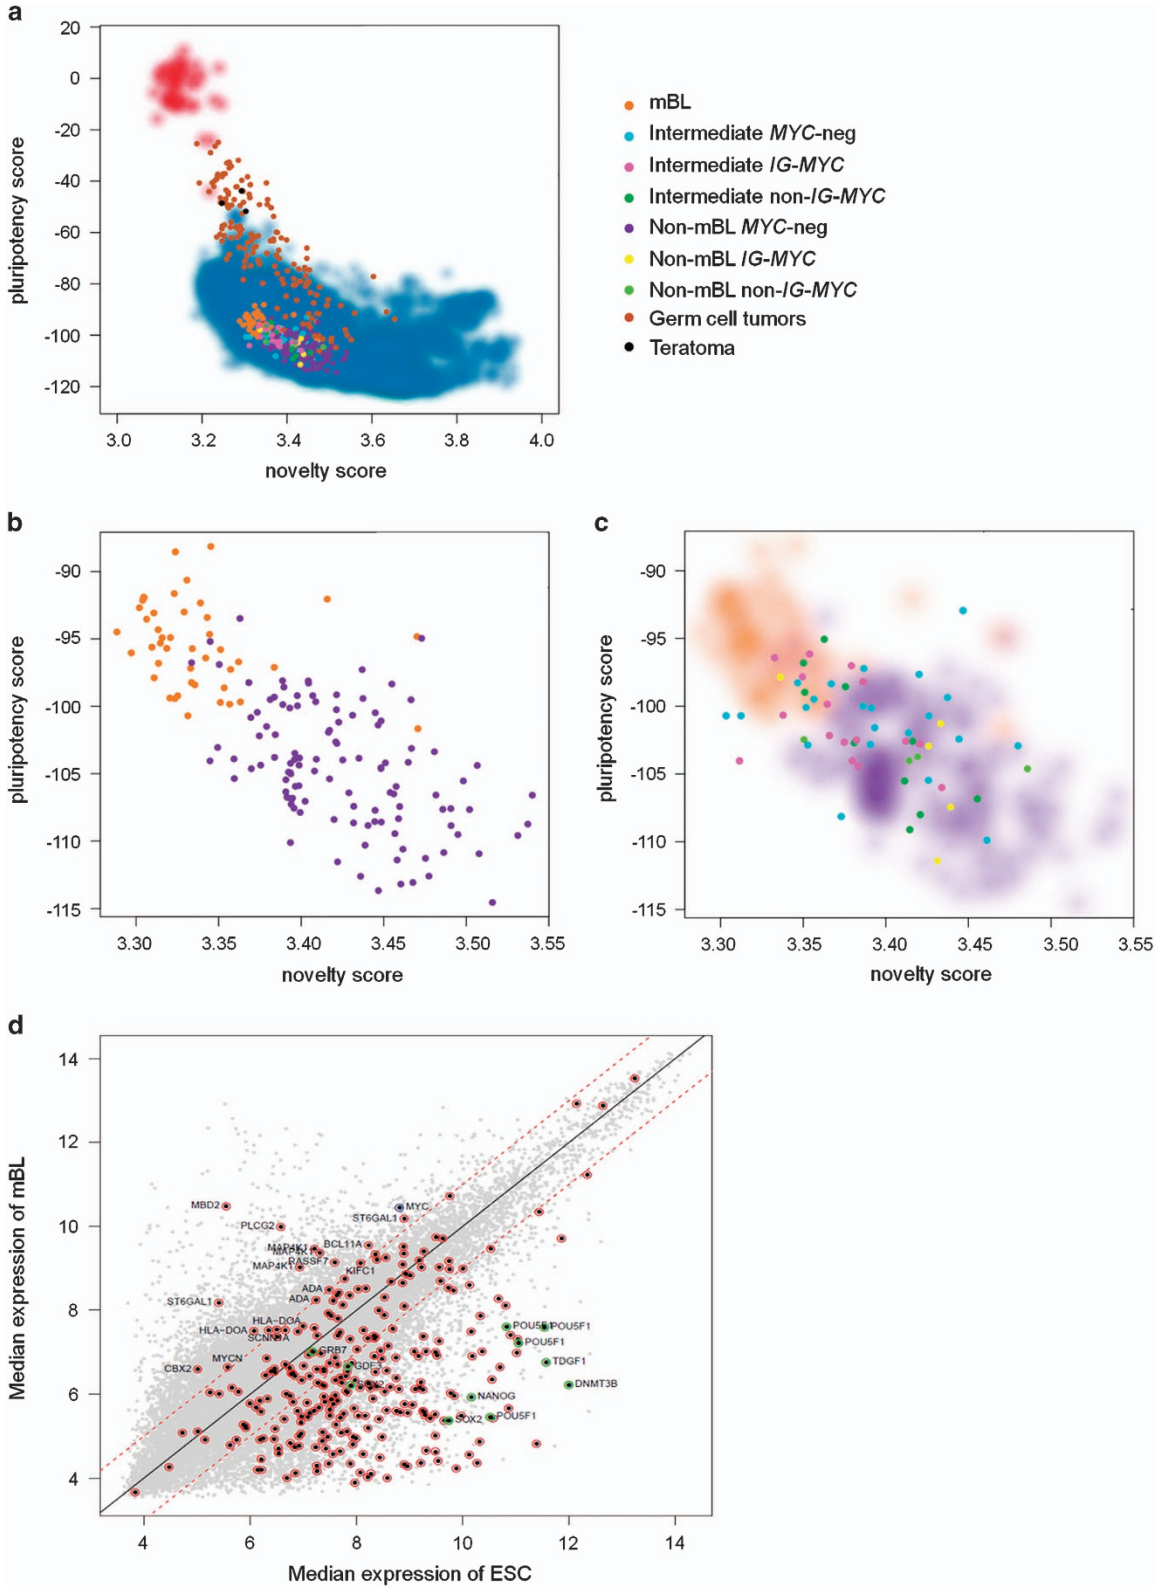 a
20
0
-20
-40
-60
-80
-100
-120
pluripotency score
3.0 3.2 3.4 3.6 3.8 4.0
novelty score
mBL
Intermediate MYC-neg
Intermediate IG-MYC
Intermediate non-IG-MYC
Non-mBL MYC-neg
Non-mBL IG-MYC
Non-mBL non-IG-MYC
Germ cell tumors
Teratoma
b
-90
-95
-100
-105
-110
-115
pluripotency score
3.30 3.35 3.40 3.45 3.50 3.55
novelty score
c
-90
-95
-100
-105
-110
-115
pluripotency score
3.30 3.35 3.40 3.45 3.50 3.55
novelty score
d
14
12
10
8
6
4
Median expression of mBL
MBD2
MYC
ST6GAL1
PLCG2
BCL11A
MAP4K1
MAP4K1
RASSF7
MAP4K1
KIFC1
ADA
ADA
ST6GAL1
HLA-DOA
HLA-DOA
SCNN1A
POU5F1
POU5F1
POU5F1
GRB7
MYCN
GDF3
TDGF1
CBX2
DNMT3B
NANOG
SOX2
POU5F1
4 6 8 10 12 14
Median expression of ESC